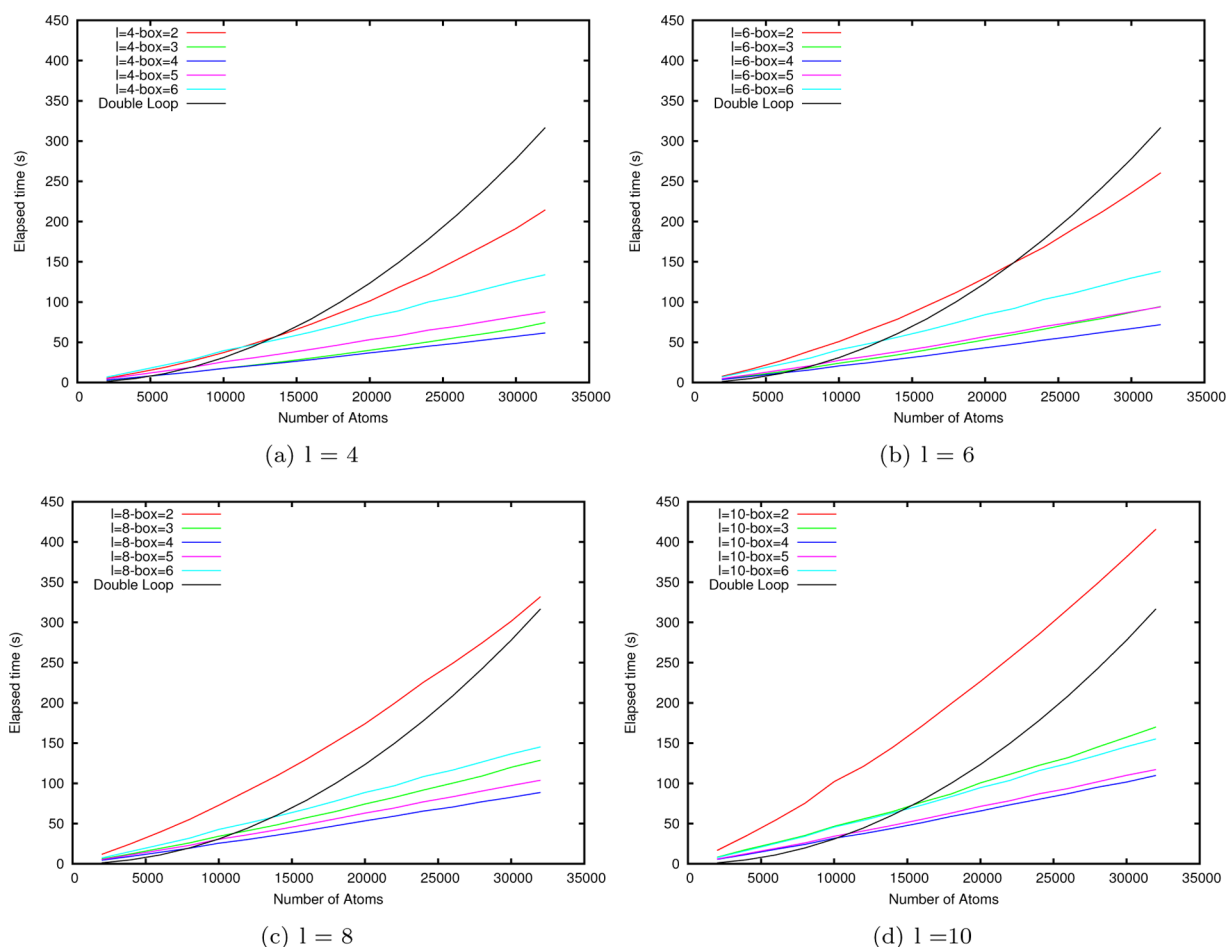 450
400
350
300
250
200
150
100
50
0
Elapsed time (s)
l=4-box=2
l=4-box=3
l=4-box=4
l=4-box=5
l=4-box=6
Double Loop
0 5000 10000 15000 20000 25000 30000 35000
Number of Atoms
(a) l = 4
450
400
350
300
250
200
150
100
50
0
Elapsed time (s)
l=6-box=2
l=6-box=3
l=6-box=4
l=6-box=5
l=6-box=6
Double Loop
0 5000 10000 15000 20000 25000 30000 35000
Number of Atoms
(b) l = 6
450
400
350
300
250
200
150
100
50
0
Elapsed time (s)
l=8-box=2
l=8-box=3
l=8-box=4
l=8-box=5
l=8-box=6
Double Loop
0 5000 10000 15000 20000 25000 30000 35000
Number of Atoms
(c) l = 8
450
400
350
300
250
200
150
100
50
0
Elapsed time (s)
l=10-box=2
l=10-box=3
l=10-box=4
l=10-box=5
l=10-box=6
Double Loop
0 5000 10000 15000 20000 25000 30000 35000
Number of Atoms
(d) l =10